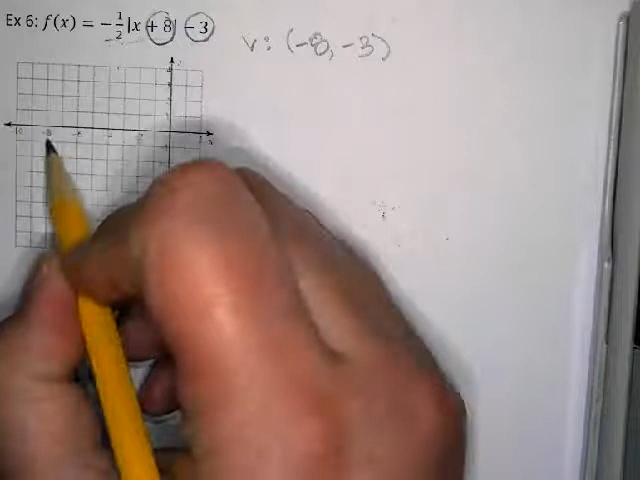 Ex 6: f(x) = −½|x + 8| − 3
v: (−8, −3)